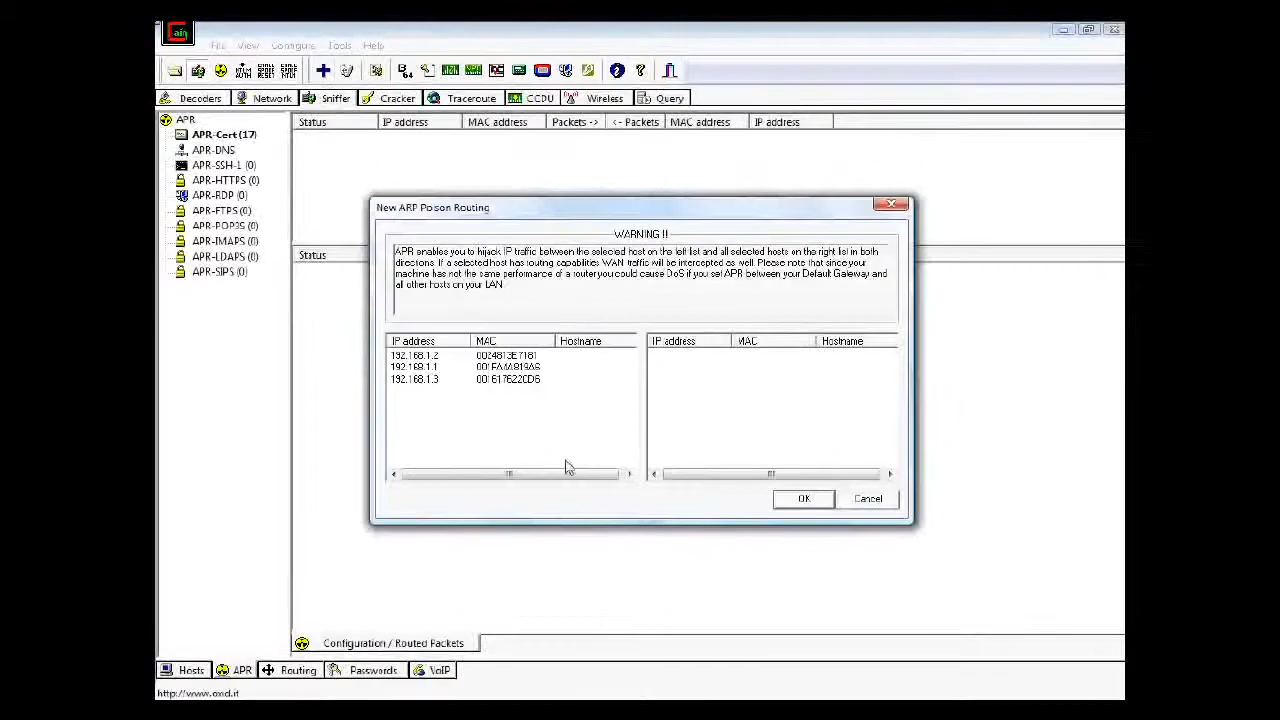 Cain
File View Configure Tools Help
Decoders Network Sniffer Cracker Traceroute CCDU Wireless Query
APR
APR-Cert (17)
APR-DNS
APR-SSH-1 (0)
APR-HTTPS (0)
APR-RDP (0)
APR-FTPS (0)
APR-POP3S (0)
APR-IMAPS (0)
APR-LDAPS (0)
APR-SIPS (0)
Status IP address MAC address Packets -> <- Packets MAC address IP address
Status
New ARP Poison Routing
WARNING !!!
APR enables you to hijack IP traffic between the selected host on the left list and all selected hosts on the right list in both
directions. If a selected host has routing capabilities WAN traffic will be intercepted as well. Please note that since your
machine has not the same performance of a router you could cause DoS if you set APR between your Default Gateway and
all other hosts on your LAN.
IP address MAC Hostname
192.168.1.2
192.168.1.1
192.168.1.3
IP address MAC Hostname
OK Cancel
Configuration / Routed Packets
Hosts APR Routing Passwords VoIP
http://www.oxid.it